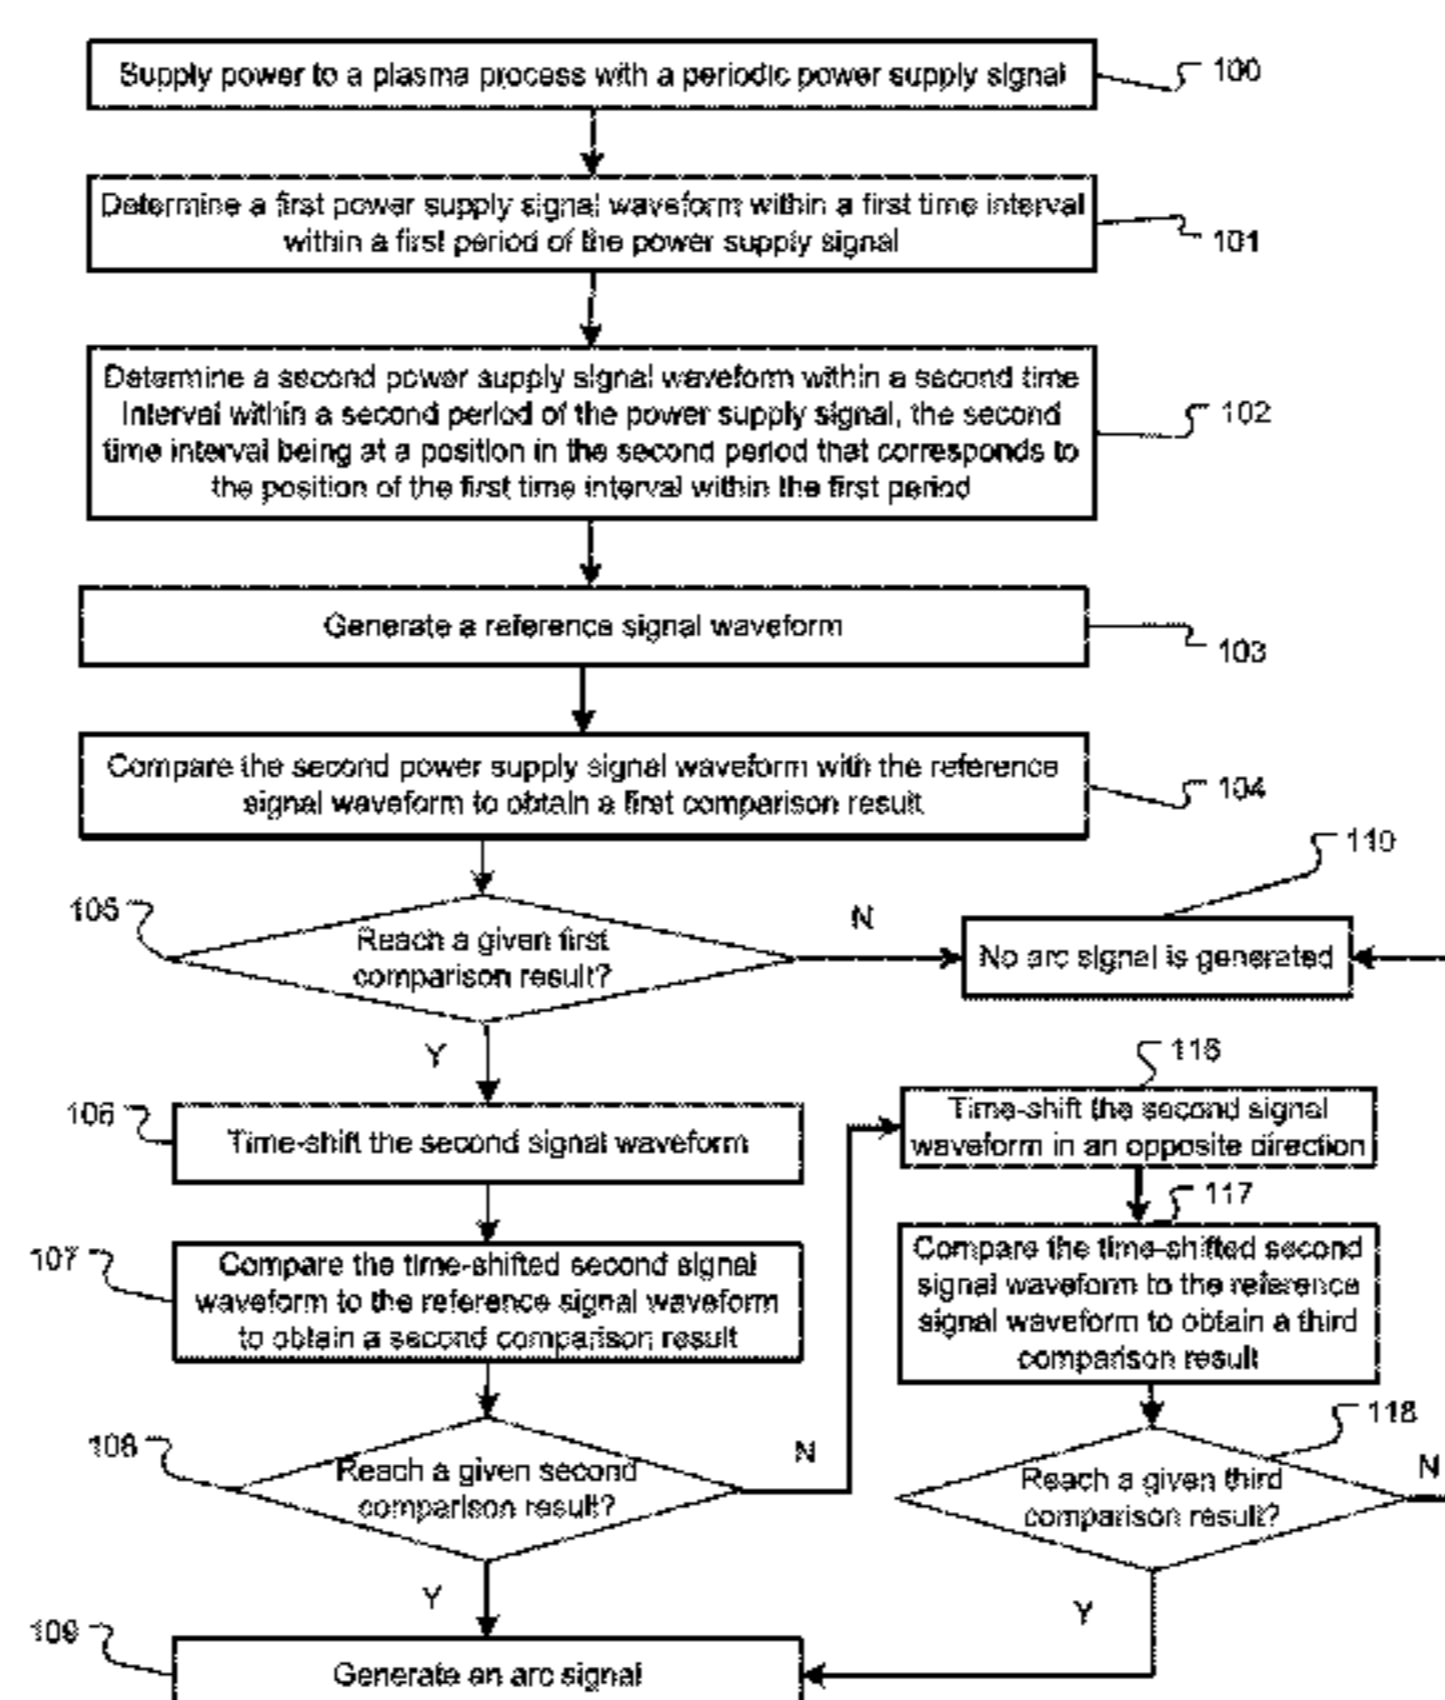 Supply power to a plasma process with a periodic power supply signal
100
Determine a first power supply signal waveform within a first time interval
within a first period of the power supply signal
101
Determine a second power supply signal waveform within a second time
interval within a second period of the power supply signal, the second
time interval being at a position in the second period that corresponds to
the position of the first time interval within the first period
102
Generate a reference signal waveform
103
Compare the second power supply signal waveform with the reference
signal waveform to obtain a first comparison result
104
105
Reach a given first
comparison result?
N
110
No arc signal is generated
Y
106
Time-shift the second signal waveform
116
Time-shift the second signal
waveform in an opposite direction
107
Compare the time-shifted second signal
waveform to the reference signal waveform
to obtain a second comparison result
117
Compare the time-shifted second
signal waveform to the reference
signal waveform to obtain a third
comparison result
108
Reach a given second
comparison result?
N
118
Reach a given third
comparison result?
N
Y
Y
109
Generate an arc signal